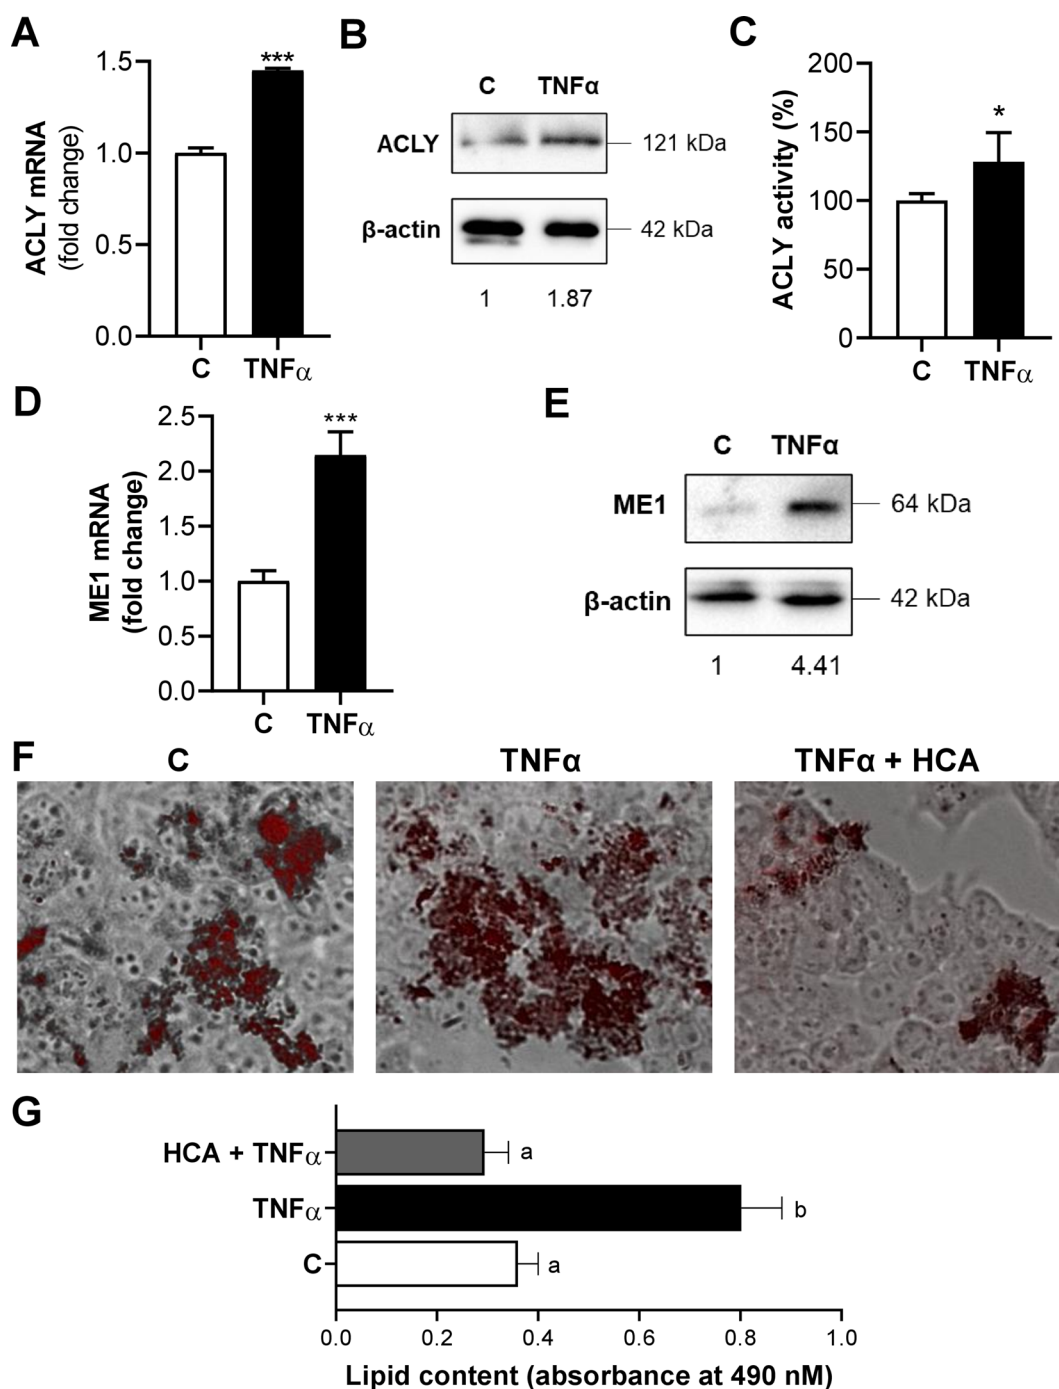 A
ACLY mRNA
(fold change)
1.5
1.0
0.5
0.0
***
C TNFα
B
C TNFα
ACLY 121 kDa
β-actin 42 kDa
1 1.87
C
ACLY activity (%)
200
150
100
50
0
*
C TNFα
D
ME1 mRNA
(fold change)
2.5
2.0
1.5
1.0
0.5
0.0
***
C TNFα
E
C TNFα
ME1 64 kDa
β-actin 42 kDa
1 4.41
F
C TNFα TNFα + HCA
G
HCA + TNFα a
TNFα b
C a
0.0 0.2 0.4 0.6 0.8 1.0
Lipid content (absorbance at 490 nM)